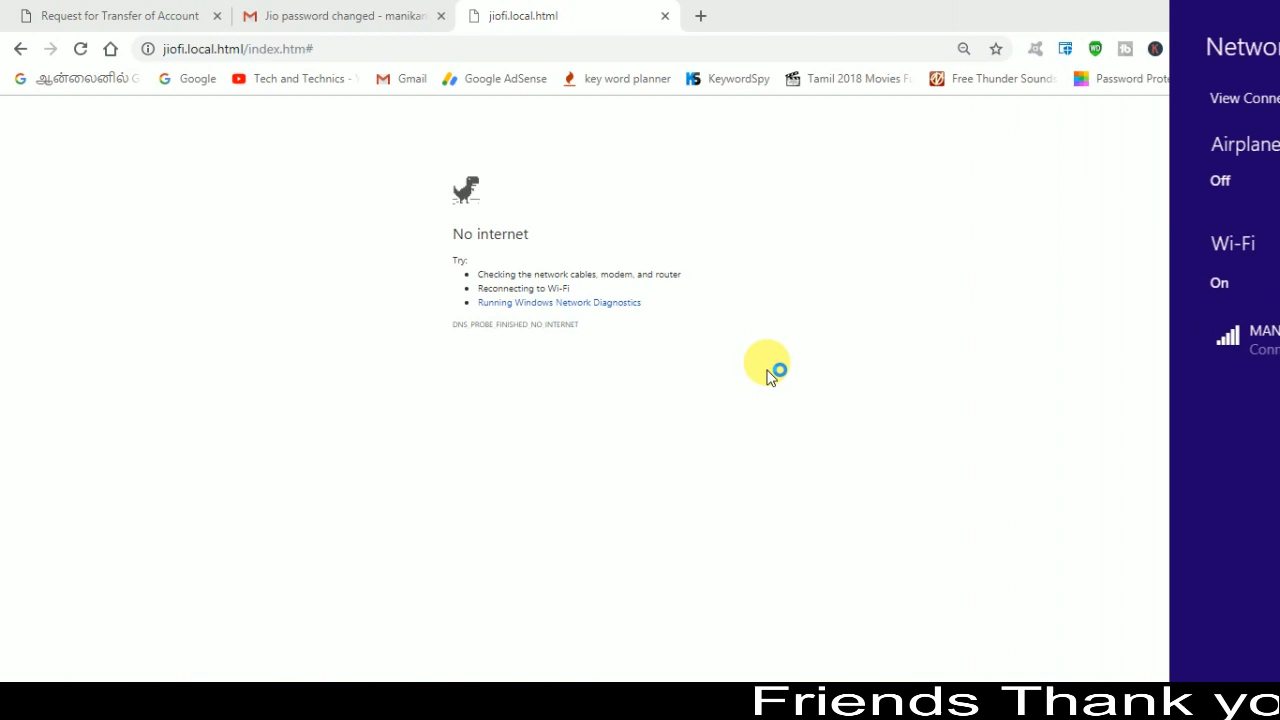 Request for Transfer of Account
Jio password changed - manikan
jiofi.local.html
jiofi.local.html/index.htm#
ஆன்லைனில் G
Google
Tech and Technics - Y
Gmail
Google AdSense
key word planner
KeywordSpy
Tamil 2018 Movies Fu
Free Thunder Sounds
Password Prote
No internet
Try:
Checking the network cables, modem, and router
Reconnecting to Wi-Fi
Running Windows Network Diagnostics
DNS_PROBE_FINISHED_NO_INTERNET
Networ
View Conne
Airplane
Off
Wi-Fi
On
MAN
Conn
Friends Thank yo